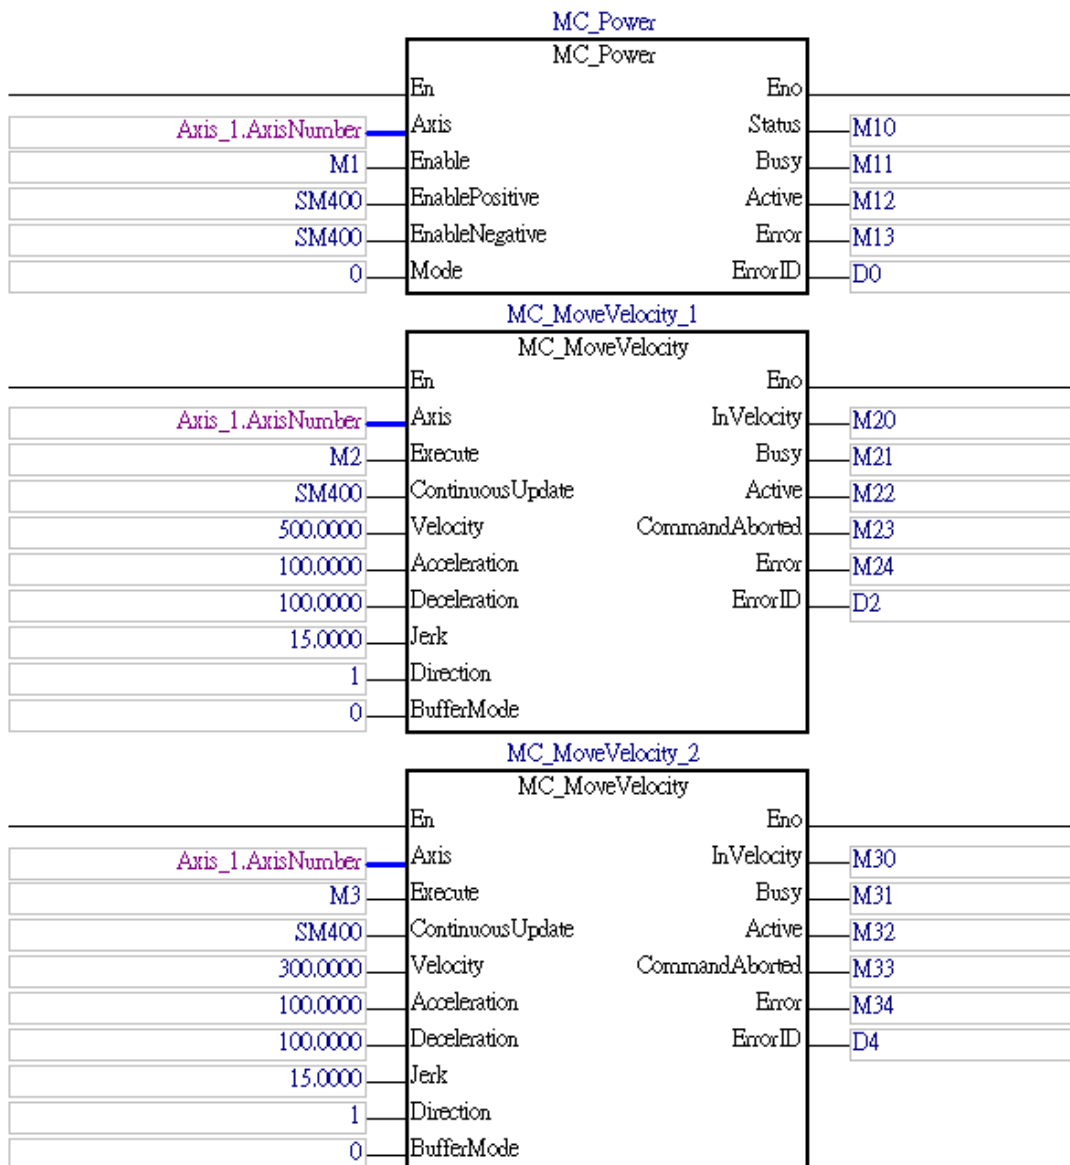 MC_Power
MC_Power
En Eno
Axis_1.AxisNumber Axis Status M10
M1 Enable Busy M11
SM400 EnablePositive Active M12
SM400 EnableNegative Error M13
0 Mode ErrorID D0
MC_MoveVelocity_1
MC_MoveVelocity
En Eno
Axis_1.AxisNumber Axis InVelocity M20
M2 Execute Busy M21
SM400 ContinuousUpdate Active M22
500.0000 Velocity CommandAborted M23
100.0000 Acceleration Error M24
100.0000 Deceleration ErrorID D2
15.0000 Jerk
1 Direction
0 BufferMode
MC_MoveVelocity_2
MC_MoveVelocity
En Eno
Axis_1.AxisNumber Axis InVelocity M30
M3 Execute Busy M31
SM400 ContinuousUpdate Active M32
300.0000 Velocity CommandAborted M33
100.0000 Acceleration Error M34
100.0000 Deceleration ErrorID D4
15.0000 Jerk
1 Direction
0 BufferMode